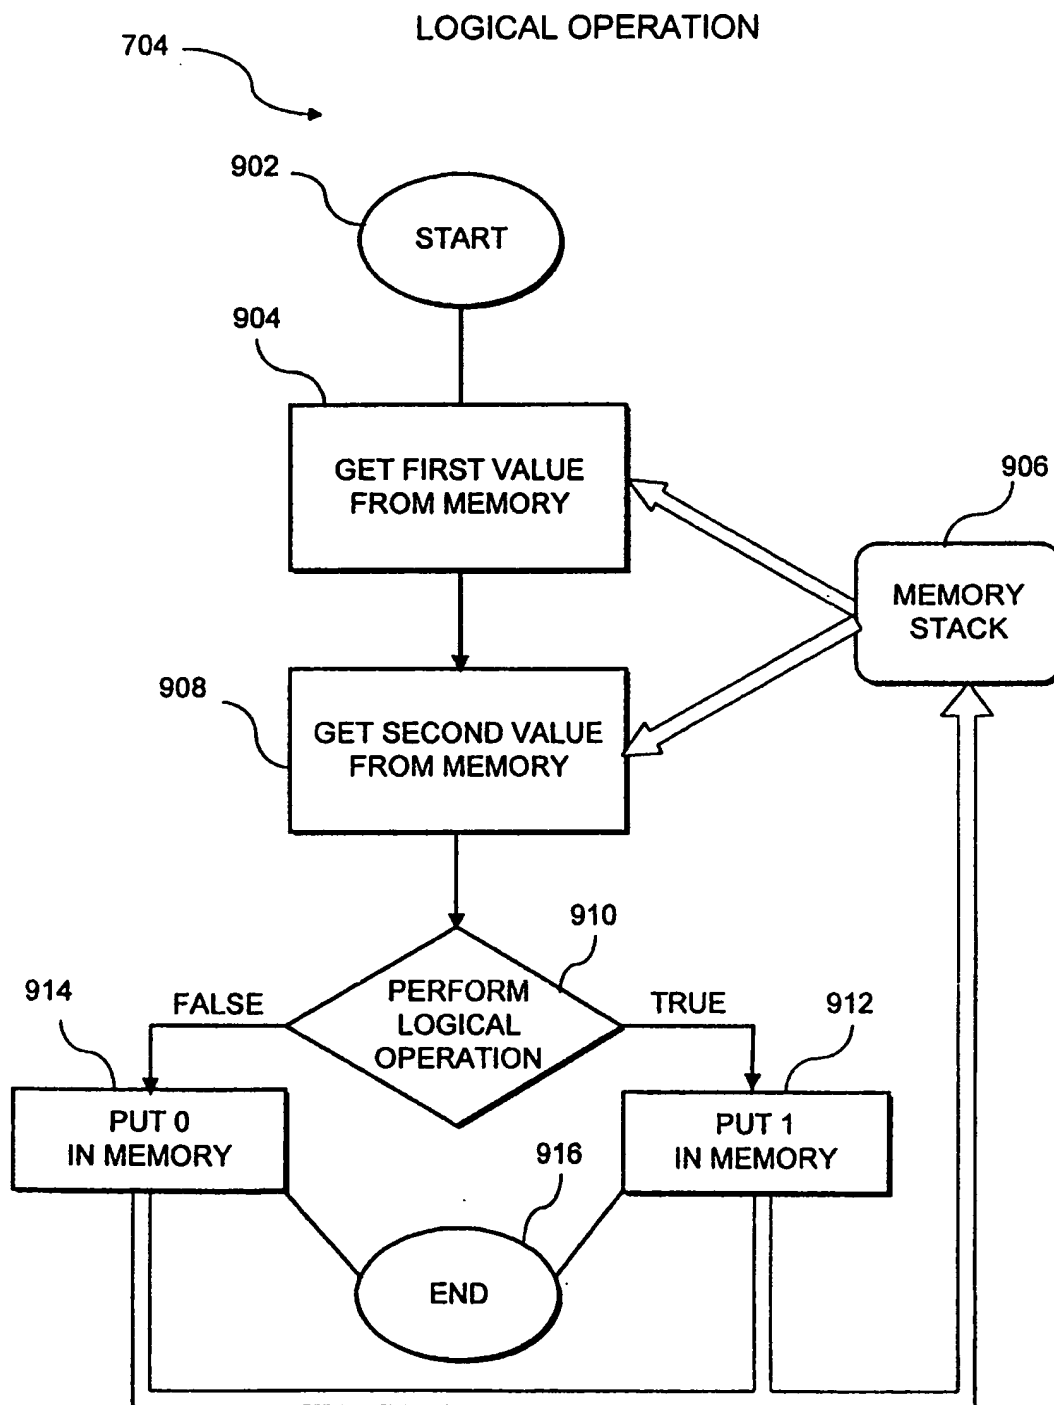 LOGICAL OPERATION
704
902
START
904
GET FIRST VALUE
FROM MEMORY
906
MEMORY
STACK
908
GET SECOND VALUE
FROM MEMORY
910
PERFORM
LOGICAL
OPERATION
FALSE
TRUE
914
912
PUT 0
IN MEMORY
PUT 1
IN MEMORY
916
END